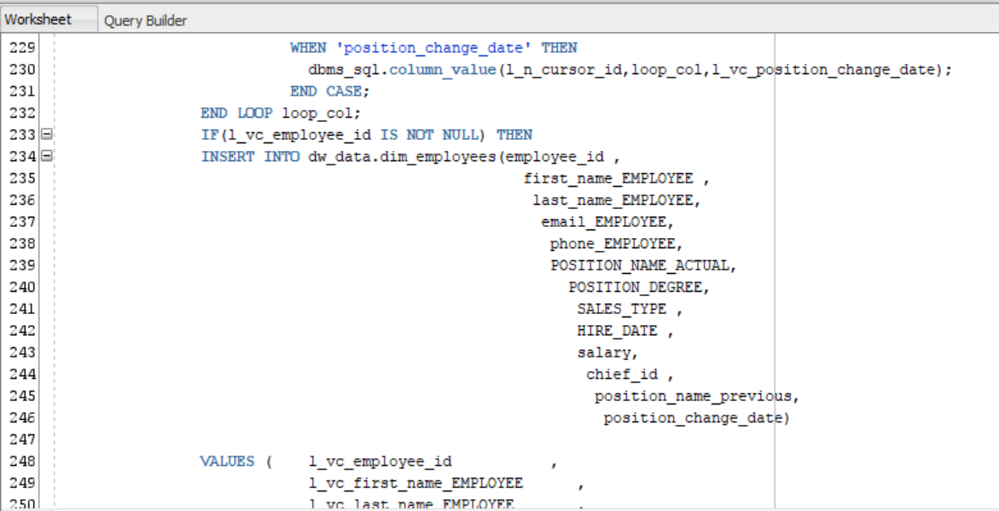 Worksheet Query Builder
229 WHEN 'position_change_date' THEN
230 dbms_sql.column_value(l_n_cursor_id,loop_col,l_vc_position_change_date);
231 END CASE;
232 END LOOP loop_col;
233 IF(l_vc_employee_id IS NOT NULL) THEN
234 INSERT INTO dw_data.dim_employees(employee_id ,
235 first_name_EMPLOYEE ,
236 last_name_EMPLOYEE,
237 email_EMPLOYEE,
238 phone_EMPLOYEE,
239 POSITION_NAME_ACTUAL,
240 POSITION_DEGREE,
241 SALES_TYPE ,
242 HIRE_DATE ,
243 salary,
244 chief_id ,
245 position_name_previous,
246 position_change_date)
247
248 VALUES ( l_vc_employee_id ,
249 l_vc_first_name_EMPLOYEE ,
250 l_vc_last_name_EMPLOYEE ,